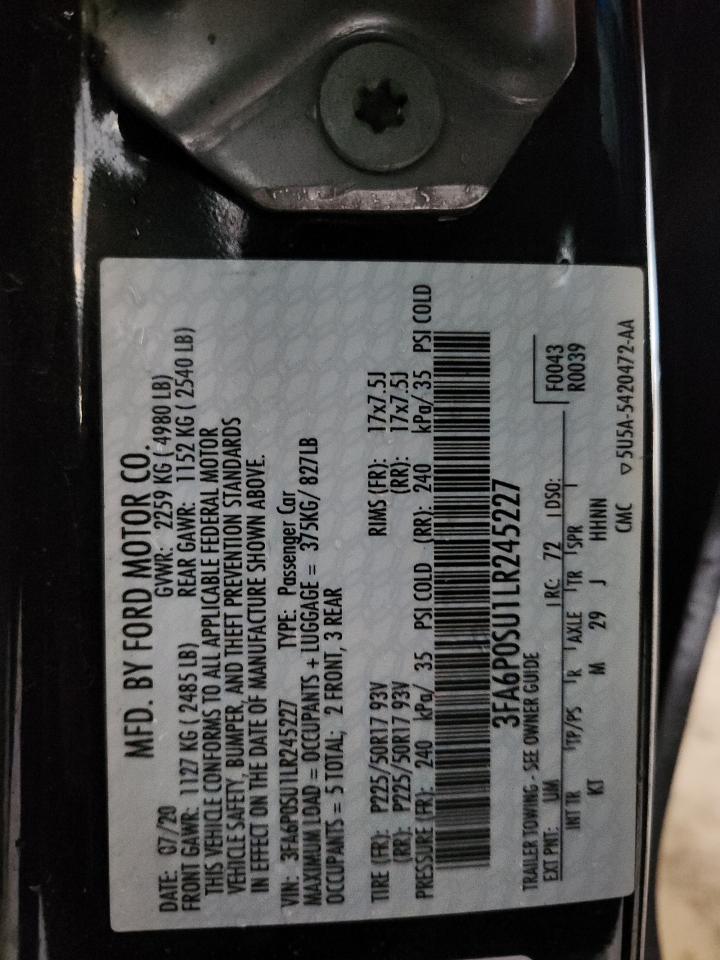 MFD. BY FORD MOTOR CO.
DATE: 07/20 GVWR: 2259 KG ( 4980 LB)
FRONT GAWR: 1127 KG ( 2485 LB) REAR GAWR: 1152 KG ( 2540 LB)
THIS VEHICLE CONFORMS TO ALL APPLICABLE FEDERAL MOTOR
VEHICLE SAFETY, BUMPER, AND THEFT PREVENTION STANDARDS
IN EFFECT ON THE DATE OF MANUFACTURE SHOWN ABOVE.
VIN: 3FA6P0SU1LR245227 TYPE: Passenger Car
MAXIMUM LOAD = OCCUPANTS + LUGGAGE = 375KG/ 827LB
OCCUPANTS = 5 TOTAL; 2 FRONT, 3 REAR
TIRE (FR): P225/50R17 93V RIMS (FR): 17x7.5J
(RR): P225/50R17 93V (RR): 17x7.5J
PRESSURE (FR): 240 kPa/ 35 PSI COLD (RR): 240 kPa/ 35 PSI COLD
3FA6P0SU1LR245227
TRAILER TOWING - SEE OWNER GUIDE F0043
EXT PNT: UM RC: 72 DSO: R0039
INT TR TP/PS R AXLE TR SPR
KT M 29 J HHNN
CMC ▽5U5A-5420472-AA